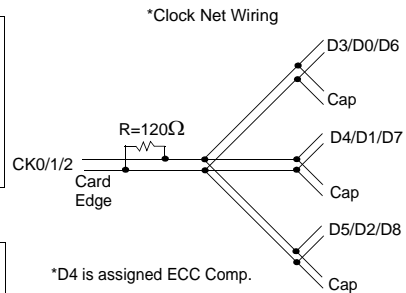 *Clock Net Wiring
D3/D0/D6
Cap
R=120Ω
D4/D1/D7
CK0/1/2
Card
Edge
Cap
D5/D2/D8
*D4 is assigned ECC Comp.
Cap